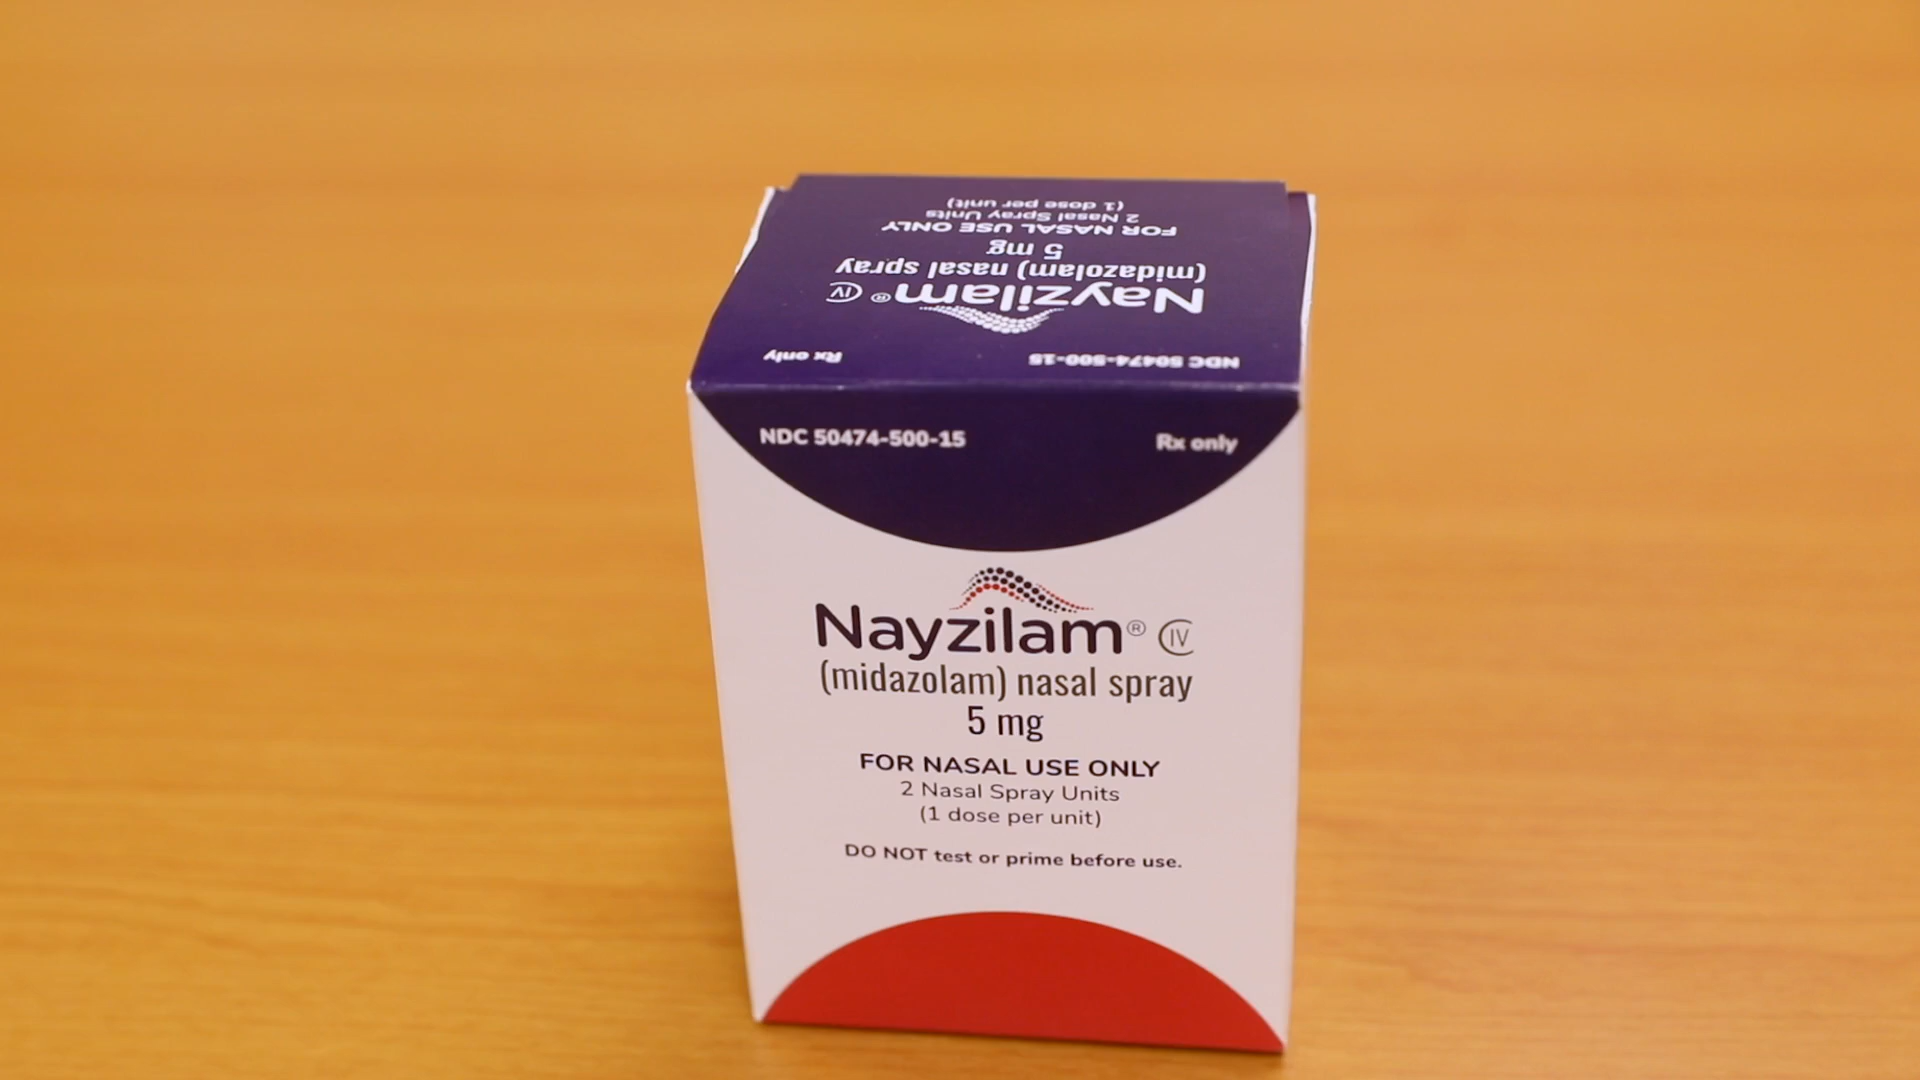 (1 dose per unit)
2 Nasal Spray Units
FOR NASAL USE ONLY
5 mg
(midazolam) nasal spray
Nayzilam® CIV
Rx only NDC 50474-500-15
NDC 50474-500-15 Rx only
Nayzilam® CIV
(midazolam) nasal spray
5 mg
FOR NASAL USE ONLY
2 Nasal Spray Units
(1 dose per unit)
DO NOT test or prime before use.